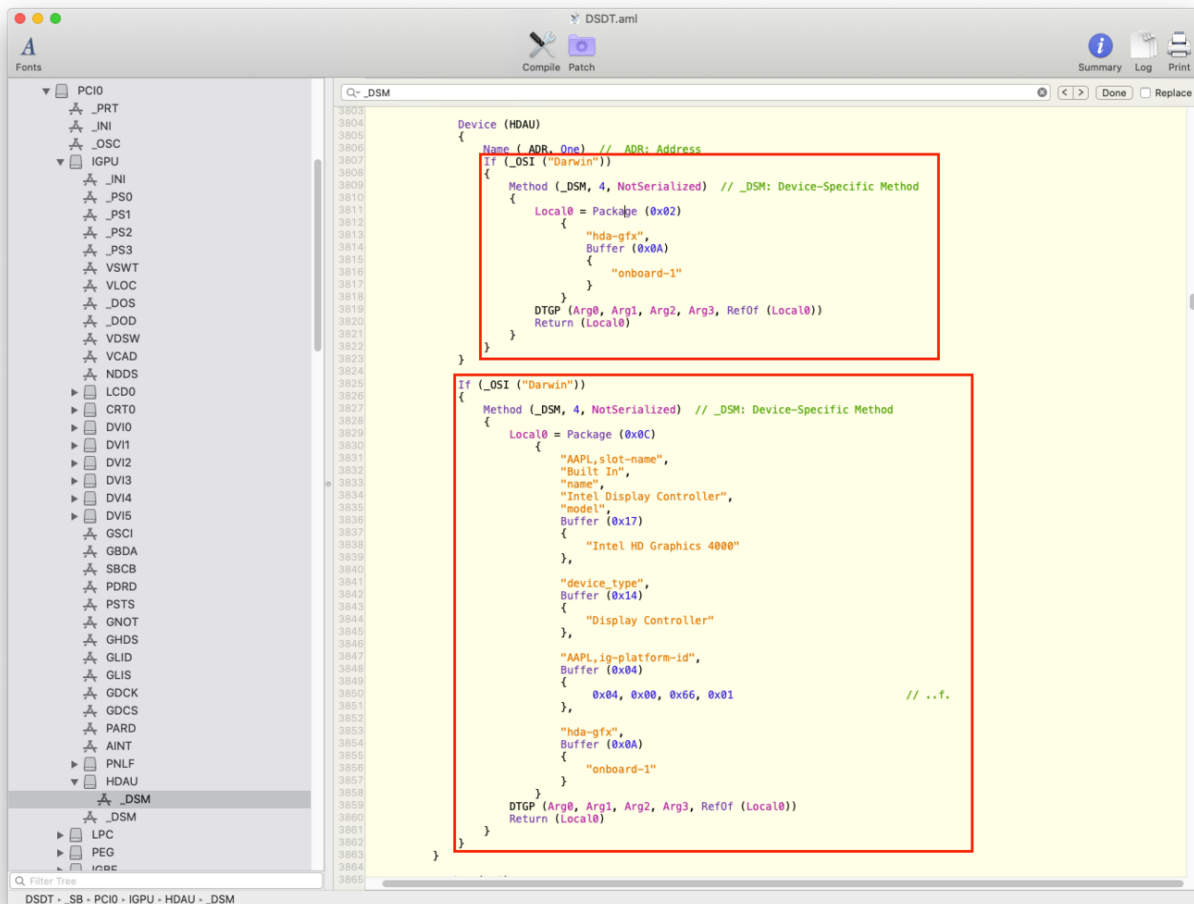 DSDT.aml
A
Fonts
Compile Patch
i
Summary Log Print
PCI0
_PRT
_INI
_OSC
IGPU
_INI
_PS0
_PS1
_PS2
_PS3
VSWT
VLOC
_DOS
_DOD
VDSW
VCAD
NDDS
LCD0
CRT0
DVI0
DVI1
DVI2
DVI3
DVI4
DVI5
GSCI
GBDA
SBCB
PDRD
PSTS
GNOT
GHDS
GLID
GLIS
GDCK
GDCS
PARD
AINT
PNLF
HDAU
_DSM
_DSM
LPC
PEG
Filter Tree
DSDT - _SB - PCI0 - IGPU - HDAU - _DSM
_DSM
< > Done Replace
3803
3804 Device (HDAU)
3805 {
3806 Name (_ADR, One) // _ADR: Address
3807 If (_OSI ("Darwin"))
3808 {
3809 Method (_DSM, 4, NotSerialized) // _DSM: Device-Specific Method
3810 {
3811 Local0 = Package (0x02)
3812 {
3813 "hda-gfx",
3814 Buffer (0x0A)
3815 {
3816 "onboard-1"
3817 }
3818 }
3819 DTGP (Arg0, Arg1, Arg2, Arg3, RefOf (Local0))
3820 Return (Local0)
3821 }
3822 }
3823 }
3824
3825 If (_OSI ("Darwin"))
3826 {
3827 Method (_DSM, 4, NotSerialized) // _DSM: Device-Specific Method
3828 {
3829 Local0 = Package (0x0C)
3830 {
3831 "AAPL,slot-name",
3832 "Built In",
3833 "name",
3834 "Intel Display Controller",
3835 "model",
3836 Buffer (0x17)
3837 {
3838 "Intel HD Graphics 4000"
3839 },
3840
3841 "device_type",
3842 Buffer (0x14)
3843 {
3844 "Display Controller"
3845 },
3846
3847 "AAPL,ig-platform-id",
3848 Buffer (0x04)
3849 {
3850 0x04, 0x00, 0x66, 0x01 // ..f.
3851 },
3852
3853 "hda-gfx",
3854 Buffer (0x0A)
3855 {
3856 "onboard-1"
3857 }
3858 }
3859 DTGP (Arg0, Arg1, Arg2, Arg3, RefOf (Local0))
3860 Return (Local0)
3861 }
3862 }
3863 }
3864
3865